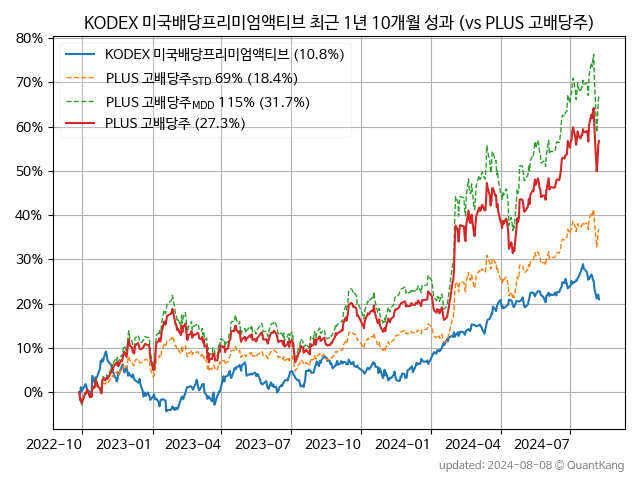 KODEX 미국배당프리미엄액티브 최근 1년 10개월 성과 (vs PLUS 고배당주)
80%
70%
60%
50%
40%
30%
20%
10%
0%
KODEX 미국배당프리미엄액티브 (10.8%)
PLUS 고배당주STD 69% (18.4%)
PLUS 고배당주MDD 115% (31.7%)
PLUS 고배당주 (27.3%)
2022-10 2023-01 2023-04 2023-07 2023-10 2024-01 2024-04 2024-07
updated: 2024-08-08 © QuantKang